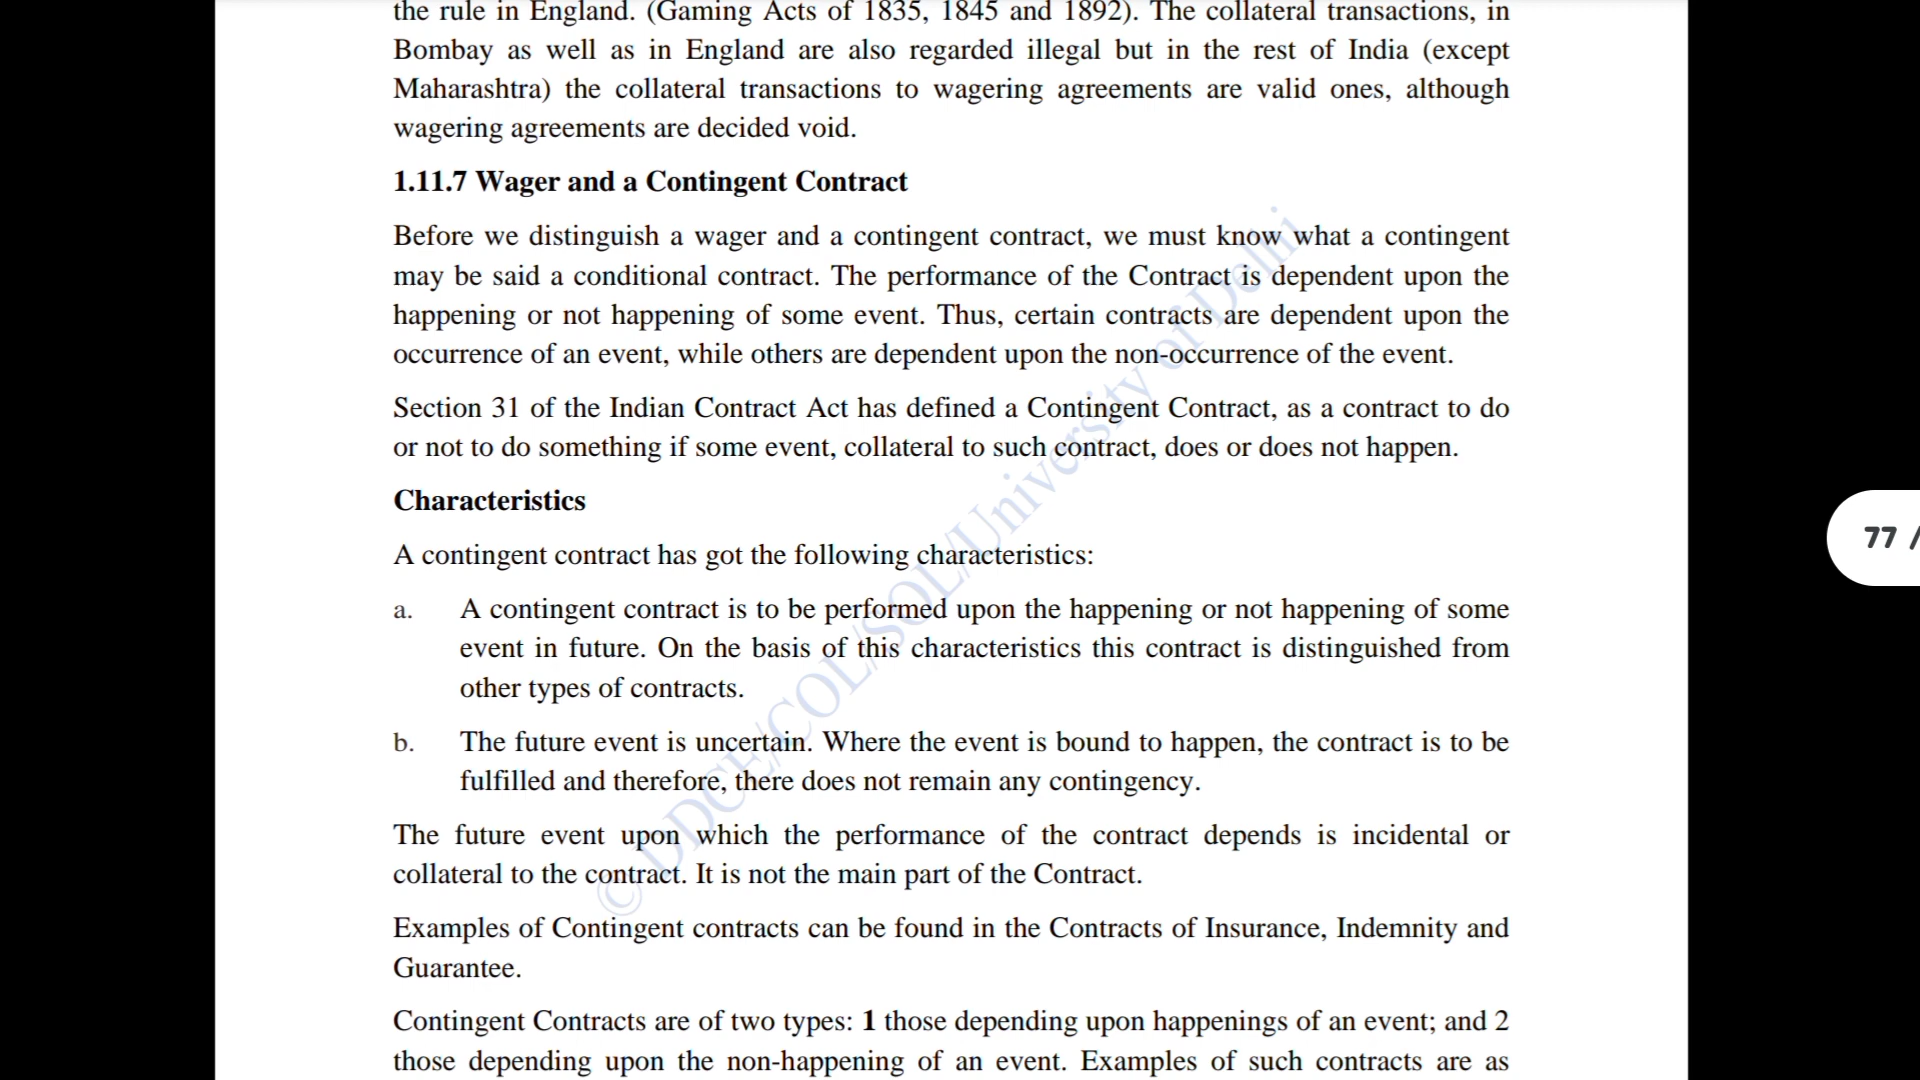 the rule in England. (Gaming Acts of 1835, 1845 and 1892). The collateral transactions, in
Bombay as well as in England are also regarded illegal but in the rest of India (except
Maharashtra) the collateral transactions to wagering agreements are valid ones, although
wagering agreements are decided void.
1.11.7 Wager and a Contingent Contract
Before we distinguish a wager and a contingent contract, we must know what a contingent
may be said a conditional contract. The performance of the Contract is dependent upon the
happening or not happening of some event. Thus, certain contracts are dependent upon the
occurrence of an event, while others are dependent upon the non-occurrence of the event.
Section 31 of the Indian Contract Act has defined a Contingent Contract, as a contract to do
or not to do something if some event, collateral to such contract, does or does not happen.
Characteristics
A contingent contract has got the following characteristics:
a. A contingent contract is to be performed upon the happening or not happening of some
event in future. On the basis of this characteristics this contract is distinguished from
other types of contracts.
b. The future event is uncertain. Where the event is bound to happen, the contract is to be
fulfilled and therefore, there does not remain any contingency.
The future event upon which the performance of the contract depends is incidental or
collateral to the contract. It is not the main part of the Contract.
Examples of Contingent contracts can be found in the Contracts of Insurance, Indemnity and
Guarantee.
Contingent Contracts are of two types: 1 those depending upon happenings of an event; and 2
those depending upon the non-happening of an event. Examples of such contracts are as
© DDCE/COL/SOL/University of Delhi
77 /